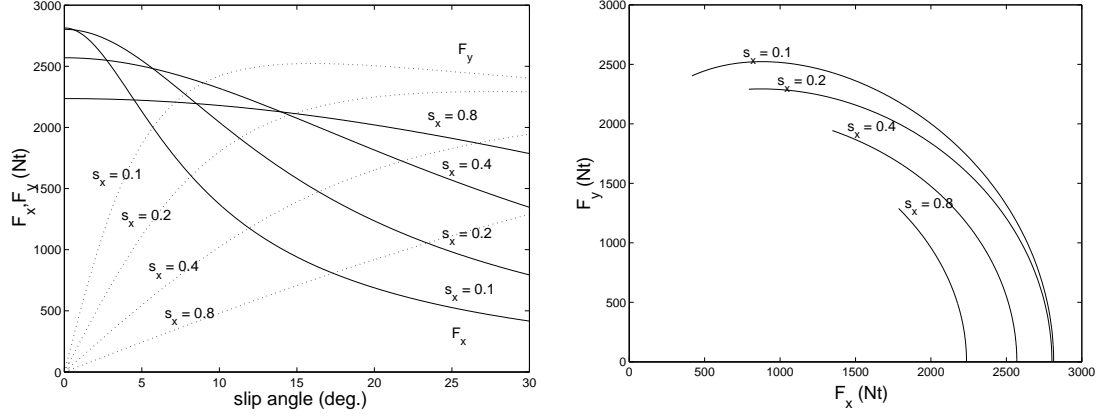 3000
2500
2000
1500
1000
500
0
0 5 10 15 20 25 30
slip angle (deg.)
F_x,F_y (Nt)
F_y
s_x = 0.8
s_x = 0.4
s_x = 0.2
s_x = 0.1
F_x
s_x = 0.1
s_x = 0.2
s_x = 0.4
s_x = 0.8
3000
2500
2000
1500
1000
500
0
0 500 1000 1500 2000 2500 3000
F_x (Nt)
F_y (Nt)
s_x = 0.1
s_x = 0.2
s_x = 0.4
s_x = 0.8